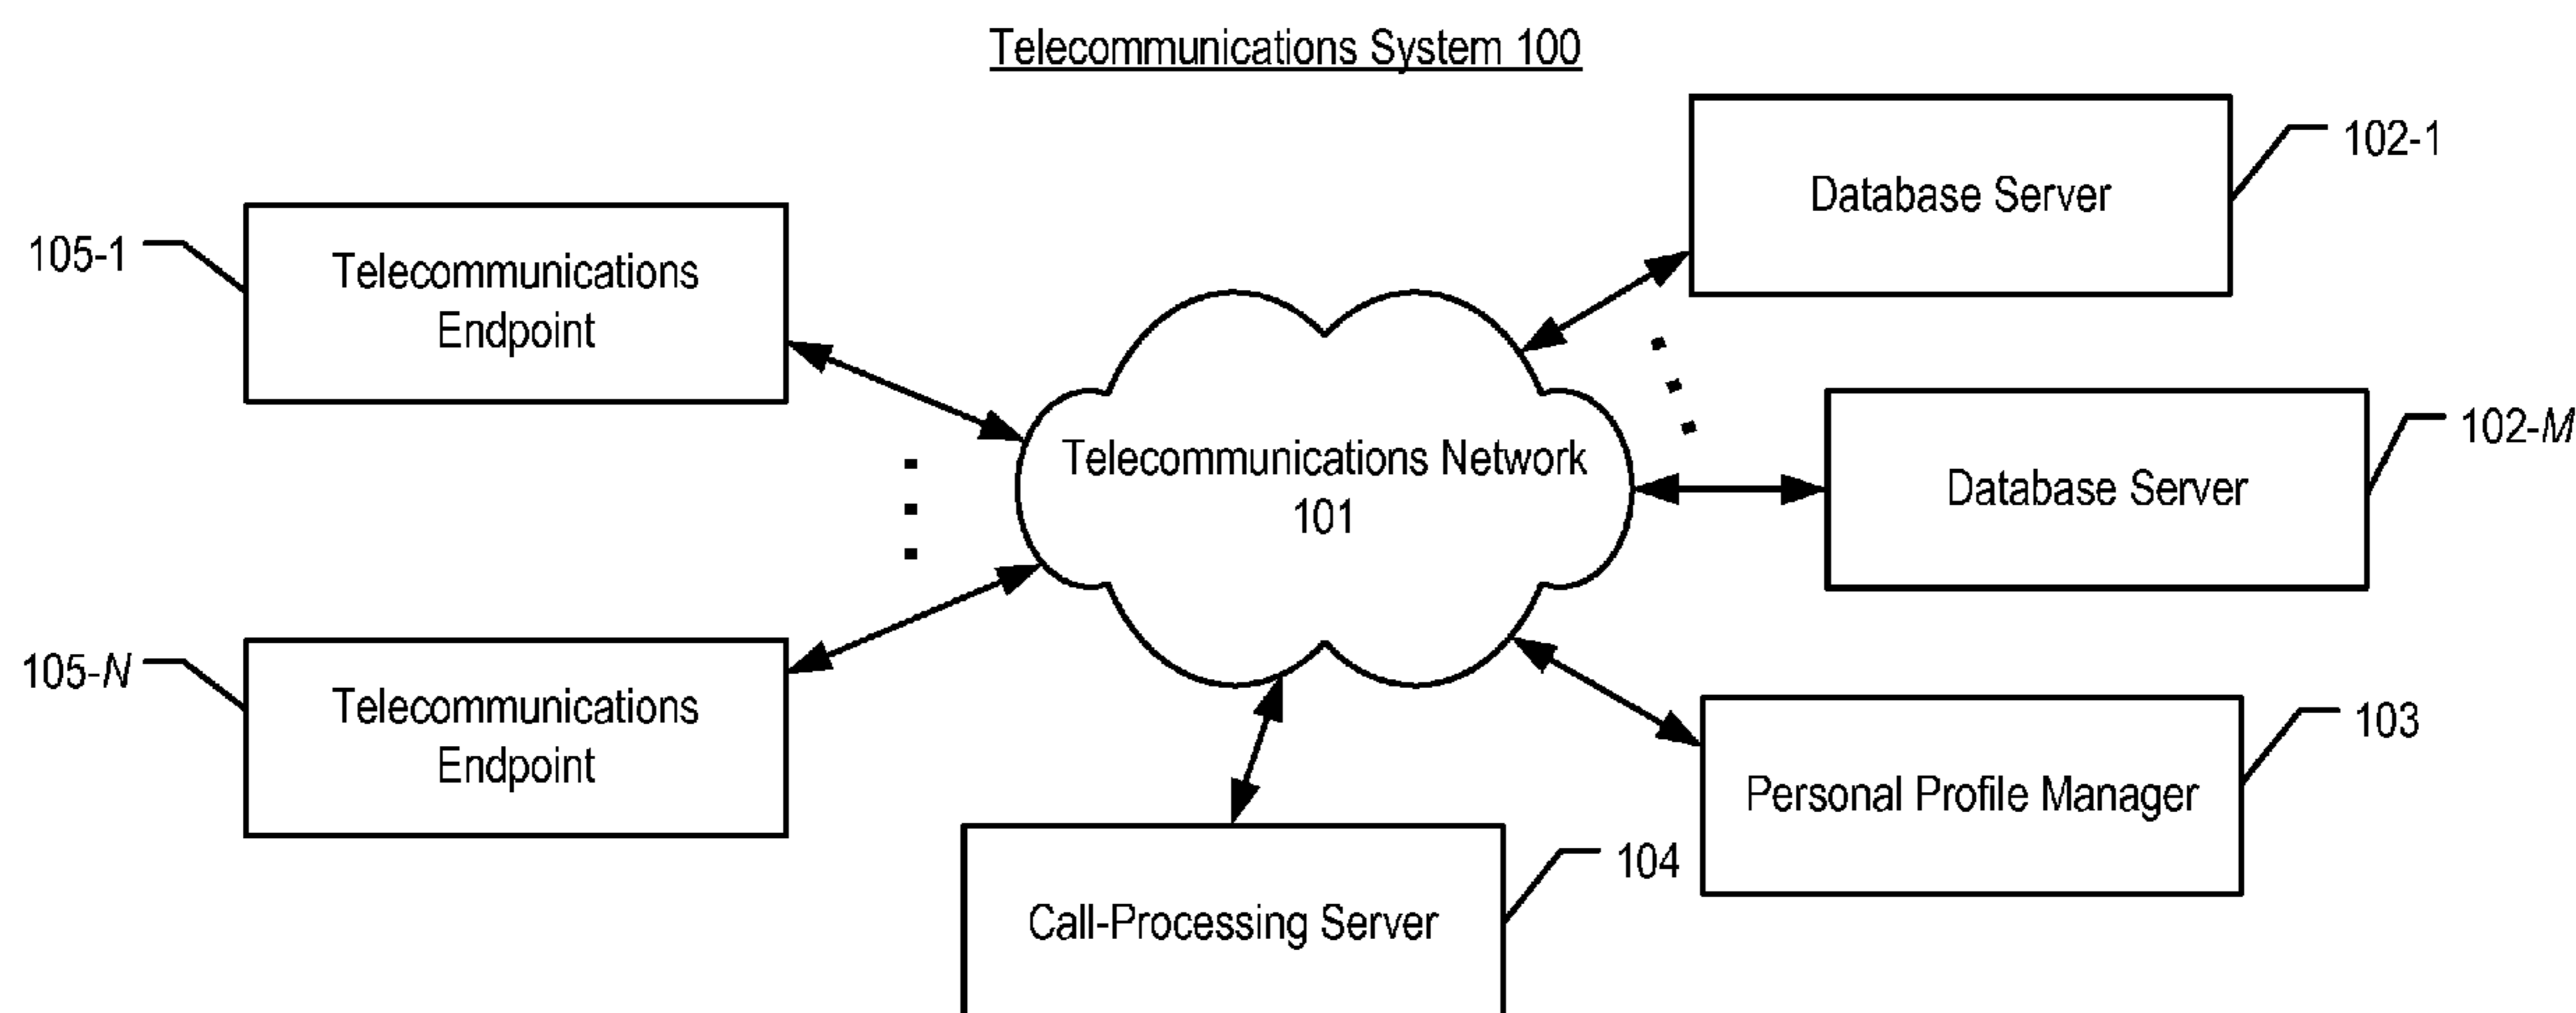 Telecommunications System 100
102-1
Database Server
105-1
Telecommunications
Endpoint
102-M
Telecommunications Network
101
Database Server
105-N
Telecommunications
Endpoint
103
Personal Profile Manager
104
Call-Processing Server